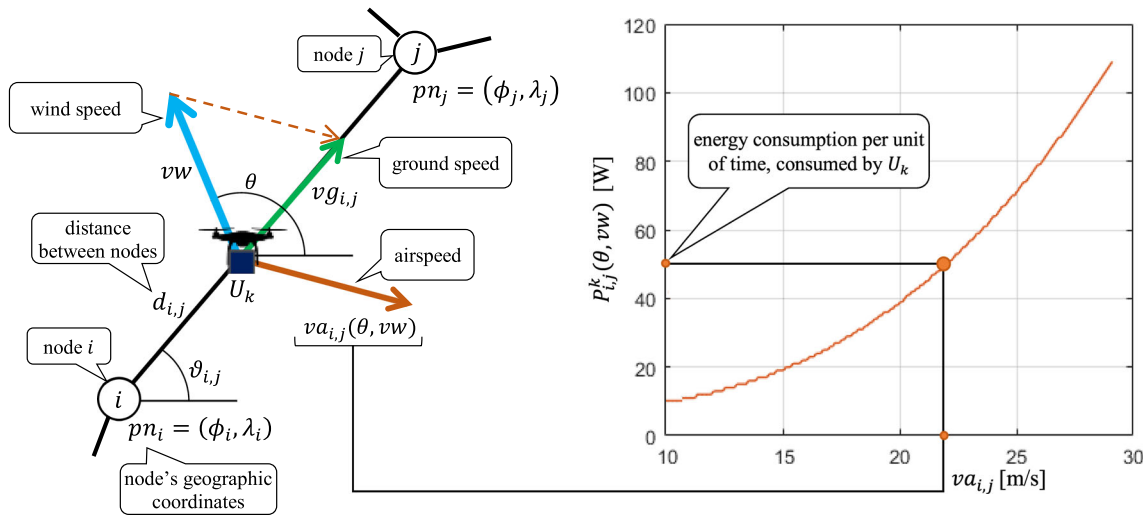 node j
j
pn_j = (ϕ_j, λ_j)
wind speed
vw
θ
vg_{i,j}
ground speed
distance
between nodes
d_{i,j}
U_k
airspeed
va_{i,j}(θ, vw)
node i
ϑ_{i,j}
i
pn_i = (ϕ_i, λ_i)
node's geographic
coordinates
P^k_{i,j}(θ, vw) [W]
120
100
80
60
40
20
0
energy consumption per unit
of time, consumed by U_k
10
15
20
25
30
va_{i,j} [m/s]